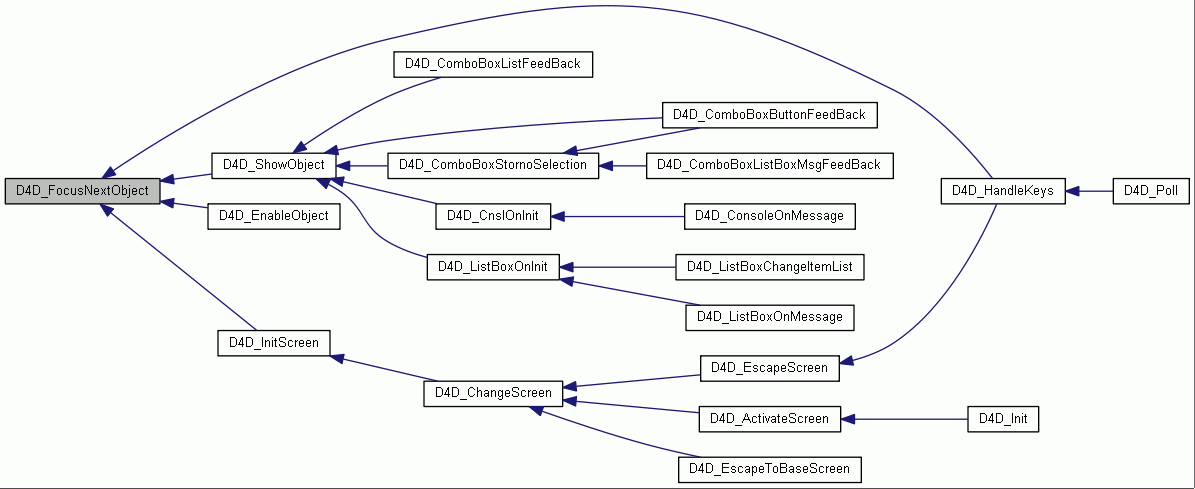 D4D_ComboBoxListFeedBack
D4D_ComboBoxButtonFeedBack
D4D_ShowObject
D4D_ComboBoxStornoSelection
D4D_ComboBoxListBoxMsgFeedBack
D4D_FocusNextObject
D4D_HandleKeys
D4D_Poll
D4D_EnableObject
D4D_CnslOnInit
D4D_ConsoleOnMessage
D4D_ListBoxOnInit
D4D_ListBoxChangeItemList
D4D_ListBoxOnMessage
D4D_InitScreen
D4D_EscapeScreen
D4D_ChangeScreen
D4D_ActivateScreen
D4D_Init
D4D_EscapeToBaseScreen